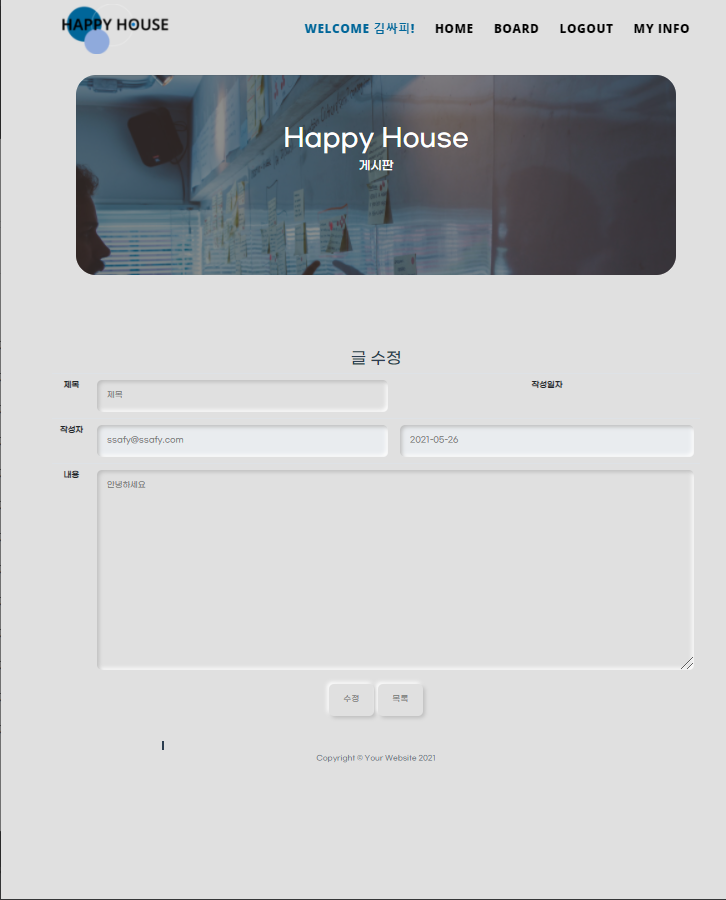 HAPPY HOUSE
WELCOME 김싸피! HOME BOARD LOGOUT MY INFO
Happy House
게시판
글 수정
제목 제목 작성일자
작성자 ssafy@ssafy.com 2021-05-26
내용 안녕하세요
수정 목록
Copyright © Your Website 2021